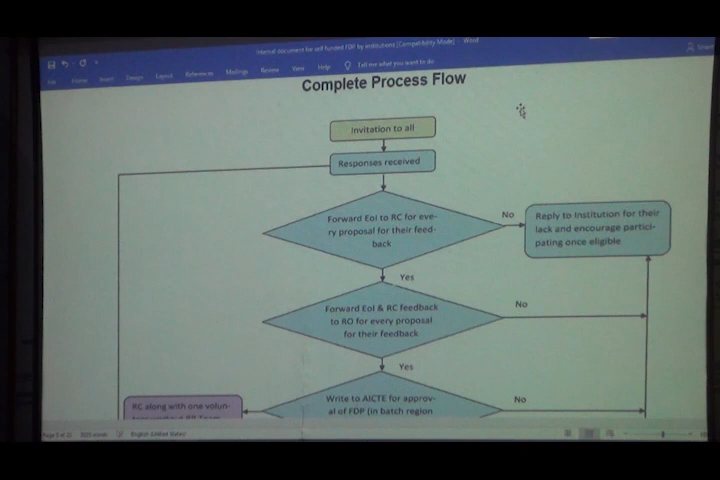 Internal document for self funded FDP by institutions [Compatibility Mode] - Word
File Home Insert Design Layout References Mailings Review View Help Tell me what you want to do
Share
Complete Process Flow
Invitation to all
Responses received
Forward EoI to RC for eve-
ry proposal for their feed-
back
No
Reply to Institution for their
lack and encourage partici-
pating once eligible
Yes
Forward EoI & RC feedback
to RO for every proposal
for their feedback
No
Yes
Write to AICTE for approv-
al of FDP (in batch region
No
RC along with one volun-
English (United States)